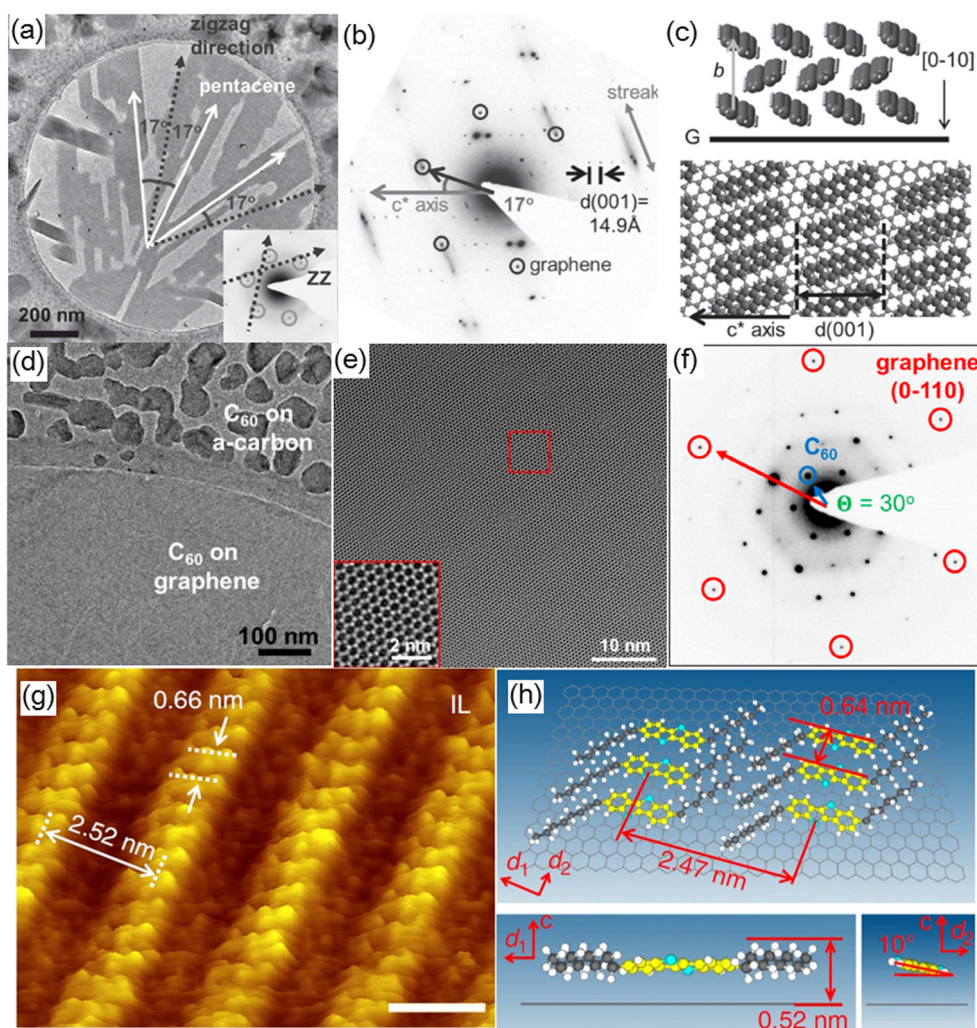 (a)
zigzag
direction
pentacene
17°
17°
17°
ZZ
200 nm
(b)
streak
c* axis
17°
d(001)=
14.9Å
graphene
(c)
b
[0-10]
G
c* axis
d(001)
(d)
C60 on
a-carbon
C60 on
graphene
100 nm
(e)
2 nm
10 nm
(f)
graphene
(0-110)
C60
Θ = 30°
(g)
0.66 nm
IL
2.52 nm
(h)
0.64 nm
2.47 nm
d1
d2
c
d1
0.52 nm
c
d2
10°